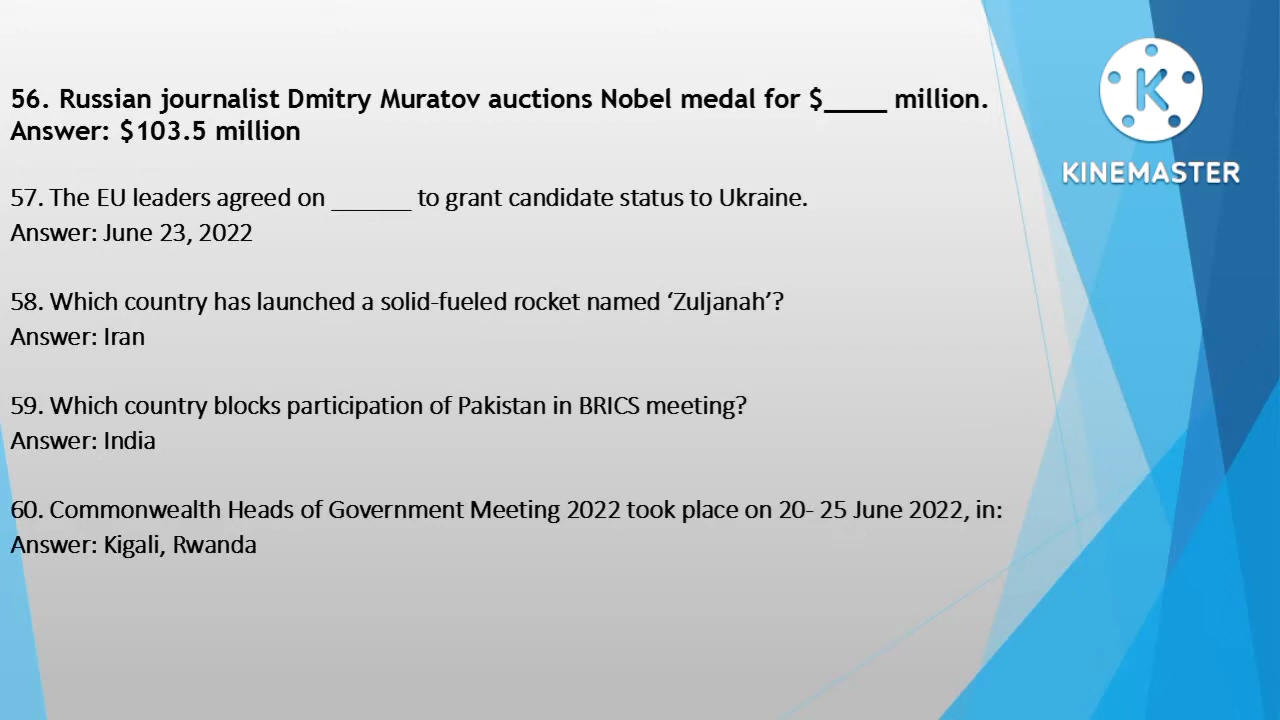 56. Russian journalist Dmitry Muratov auctions Nobel medal for $____ million.
Answer: $103.5 million
57. The EU leaders agreed on ______ to grant candidate status to Ukraine.
Answer: June 23, 2022
58. Which country has launched a solid-fueled rocket named ‘Zuljanah’?
Answer: Iran
59. Which country blocks participation of Pakistan in BRICS meeting?
Answer: India
60. Commonwealth Heads of Government Meeting 2022 took place on 20- 25 June 2022, in:
Answer: Kigali, Rwanda
K
KINEMASTER